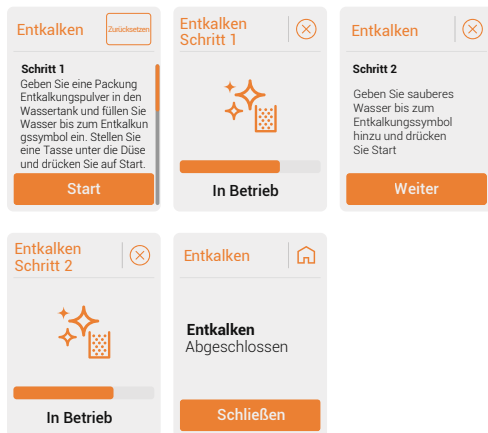 Entkalken
Zurücksetzen
Schritt 1
Geben Sie eine Packung
Entkalkungspulver in den
Wassertank und füllen Sie
Wasser bis zum Entkalkun
gssymbol ein. Stellen Sie
eine Tasse unter die Düse
und drücken Sie auf Start.
Start
Entkalken
Schritt 1
In Betrieb
Entkalken
Schritt 2
Geben Sie sauberes
Wasser bis zum
Entkalkungssymbol
hinzu und drücken
Sie Start
Weiter
Entkalken
Schritt 2
In Betrieb
Entkalken
Entkalken
Abgeschlossen
Schließen